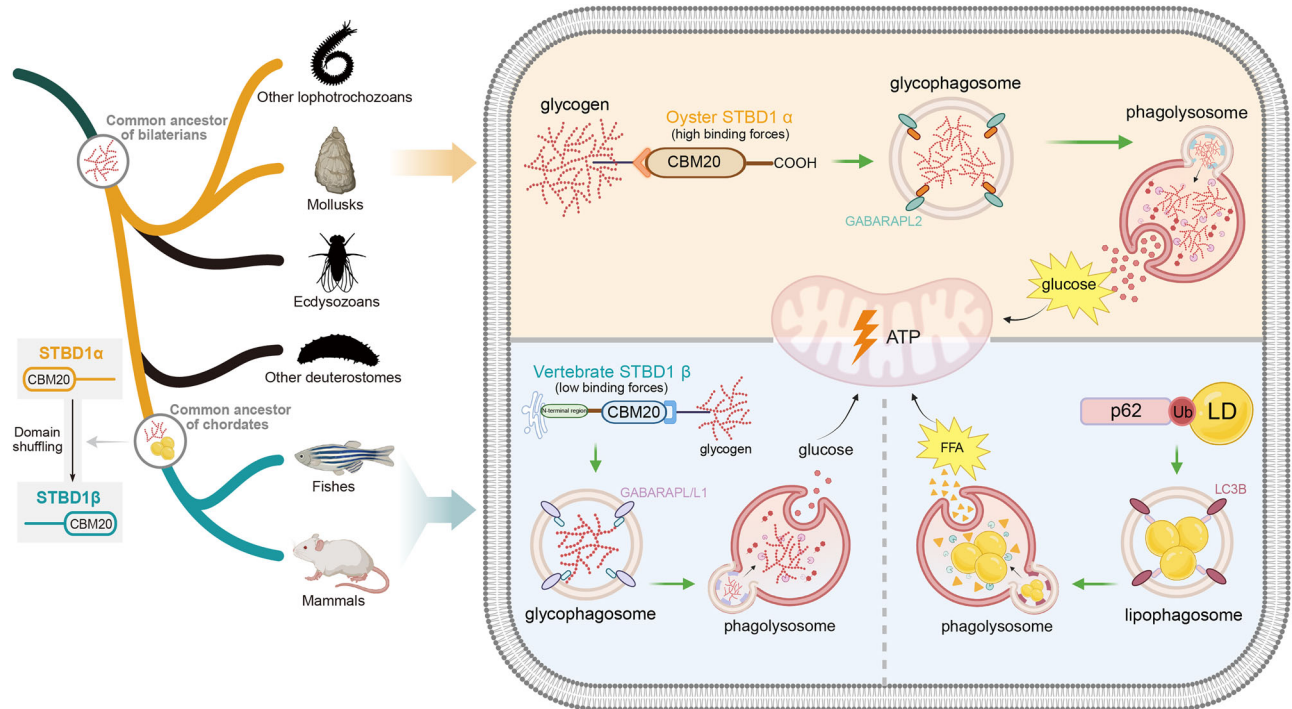 Other lophotrochozoans
Common ancestor
of bilaterians
Mollusks
Ecdysozoans
Other deuterostomes
STBD1α
CBM20
Domain
shuffling
STBD1β
CBM20
Common ancestor
of chordates
Fishes
Mammals
glycogen
Oyster STBD1 α
(high binding forces)
CBM20
COOH
glycophagosome
GABARAPL2
phagolysosome
glucose
ATP
Vertebrate STBD1 β
(low binding forces)
N-terminal region
CBM20
glycogen
GABARAPL/L1
glycophagosome
phagolysosome
glucose
FFA
phagolysosome
p62
Ub
LD
LC3B
lipophagosome